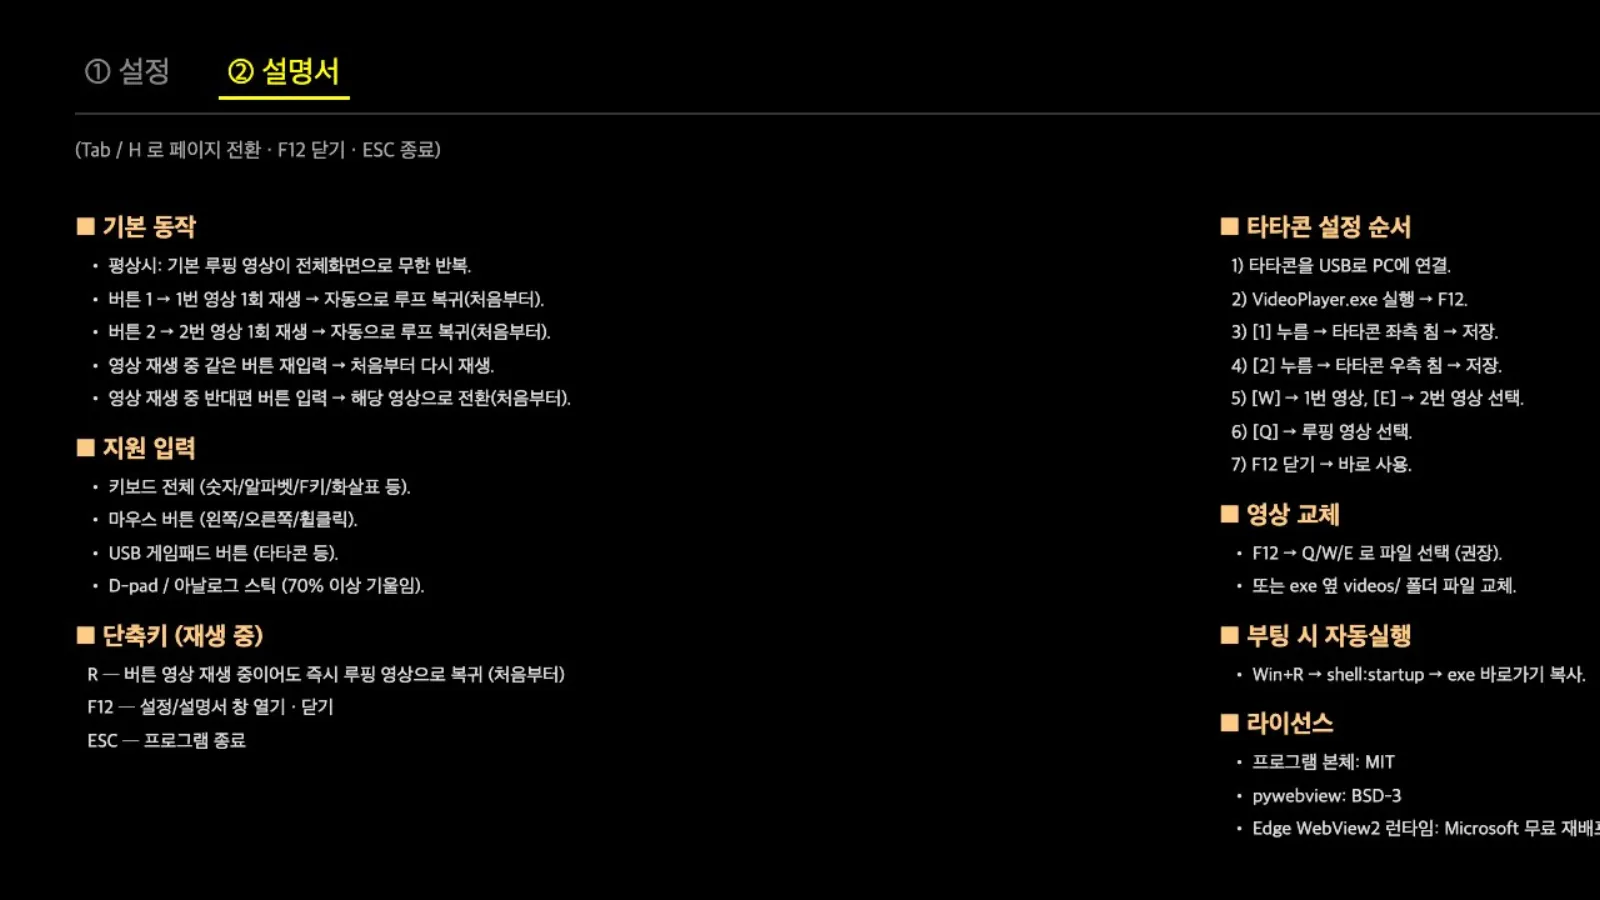 ① 설정 ② 설명서
(Tab / H 로 페이지 전환 · F12 닫기 · ESC 종료)
■ 기본 동작
• 평상시: 기본 루핑 영상이 전체화면으로 무한 반복.
• 버튼 1 → 1번 영상 1회 재생 → 자동으로 루프 복귀(처음부터).
• 버튼 2 → 2번 영상 1회 재생 → 자동으로 루프 복귀(처음부터).
• 영상 재생 중 같은 버튼 재입력 → 처음부터 다시 재생.
• 영상 재생 중 반대편 버튼 입력 → 해당 영상으로 전환(처음부터).
■ 지원 입력
• 키보드 전체 (숫자/알파벳/F키/화살표 등).
• 마우스 버튼 (왼쪽/오른쪽/휠클릭).
• USB 게임패드 버튼 (타타콘 등).
• D-pad / 아날로그 스틱 (70% 이상 기울임).
■ 단축키 (재생 중)
R — 버튼 영상 재생 중이어도 즉시 루핑 영상으로 복귀 (처음부터)
F12 — 설정/설명서 창 열기 · 닫기
ESC — 프로그램 종료
■ 타타콘 설정 순서
1) 타타콘을 USB로 PC에 연결.
2) VideoPlayer.exe 실행 → F12.
3) [1] 누름 → 타타콘 좌측 침 → 저장.
4) [2] 누름 → 타타콘 우측 침 → 저장.
5) [W] → 1번 영상, [E] → 2번 영상 선택.
6) [Q] → 루핑 영상 선택.
7) F12 닫기 → 바로 사용.
■ 영상 교체
• F12 → Q/W/E 로 파일 선택 (권장).
• 또는 exe 옆 videos/ 폴더 파일 교체.
■ 부팅 시 자동실행
• Win+R → shell:startup → exe 바로가기 복사.
■ 라이선스
• 프로그램 본체: MIT
• pywebview: BSD-3
• Edge WebView2 런타임: Microsoft 무료 재배